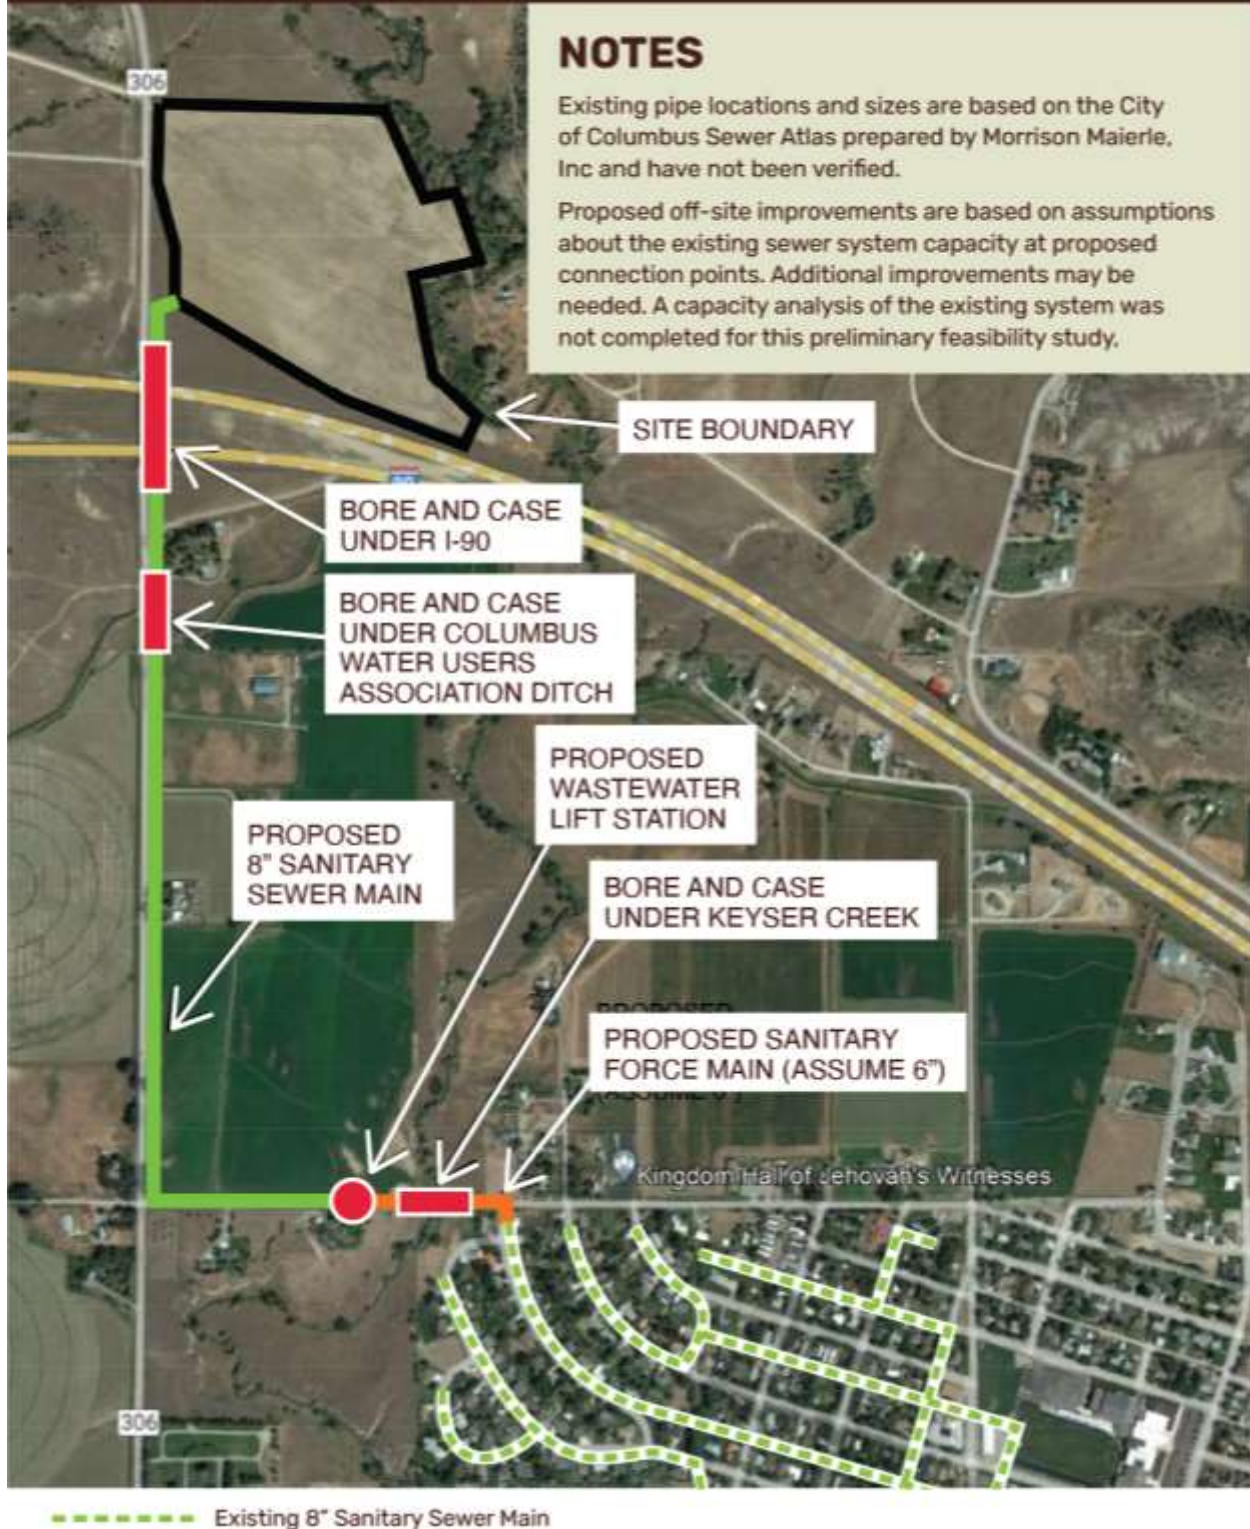 306
NOTES
Existing pipe locations and sizes are based on the City
of Columbus Sewer Atlas prepared by Morrison Maierle,
Inc and have not been verified.
Proposed off-site improvements are based on assumptions
about the existing sewer system capacity at proposed
connection points. Additional improvements may be
needed. A capacity analysis of the existing system was
not completed for this preliminary feasibility study.
SITE BOUNDARY
90
BORE AND CASE
UNDER I-90
BORE AND CASE
UNDER COLUMBUS
WATER USERS
ASSOCIATION DITCH
PROPOSED
WASTEWATER
LIFT STATION
PROPOSED
8" SANITARY
SEWER MAIN
BORE AND CASE
UNDER KEYSER CREEK
PROPOSED
PROPOSED SANITARY
FORCE MAIN (ASSUME 6")
(ASSUME 6")
Kingdom Hall of Jehovah's Witnesses
306
Existing 8" Sanitary Sewer Main